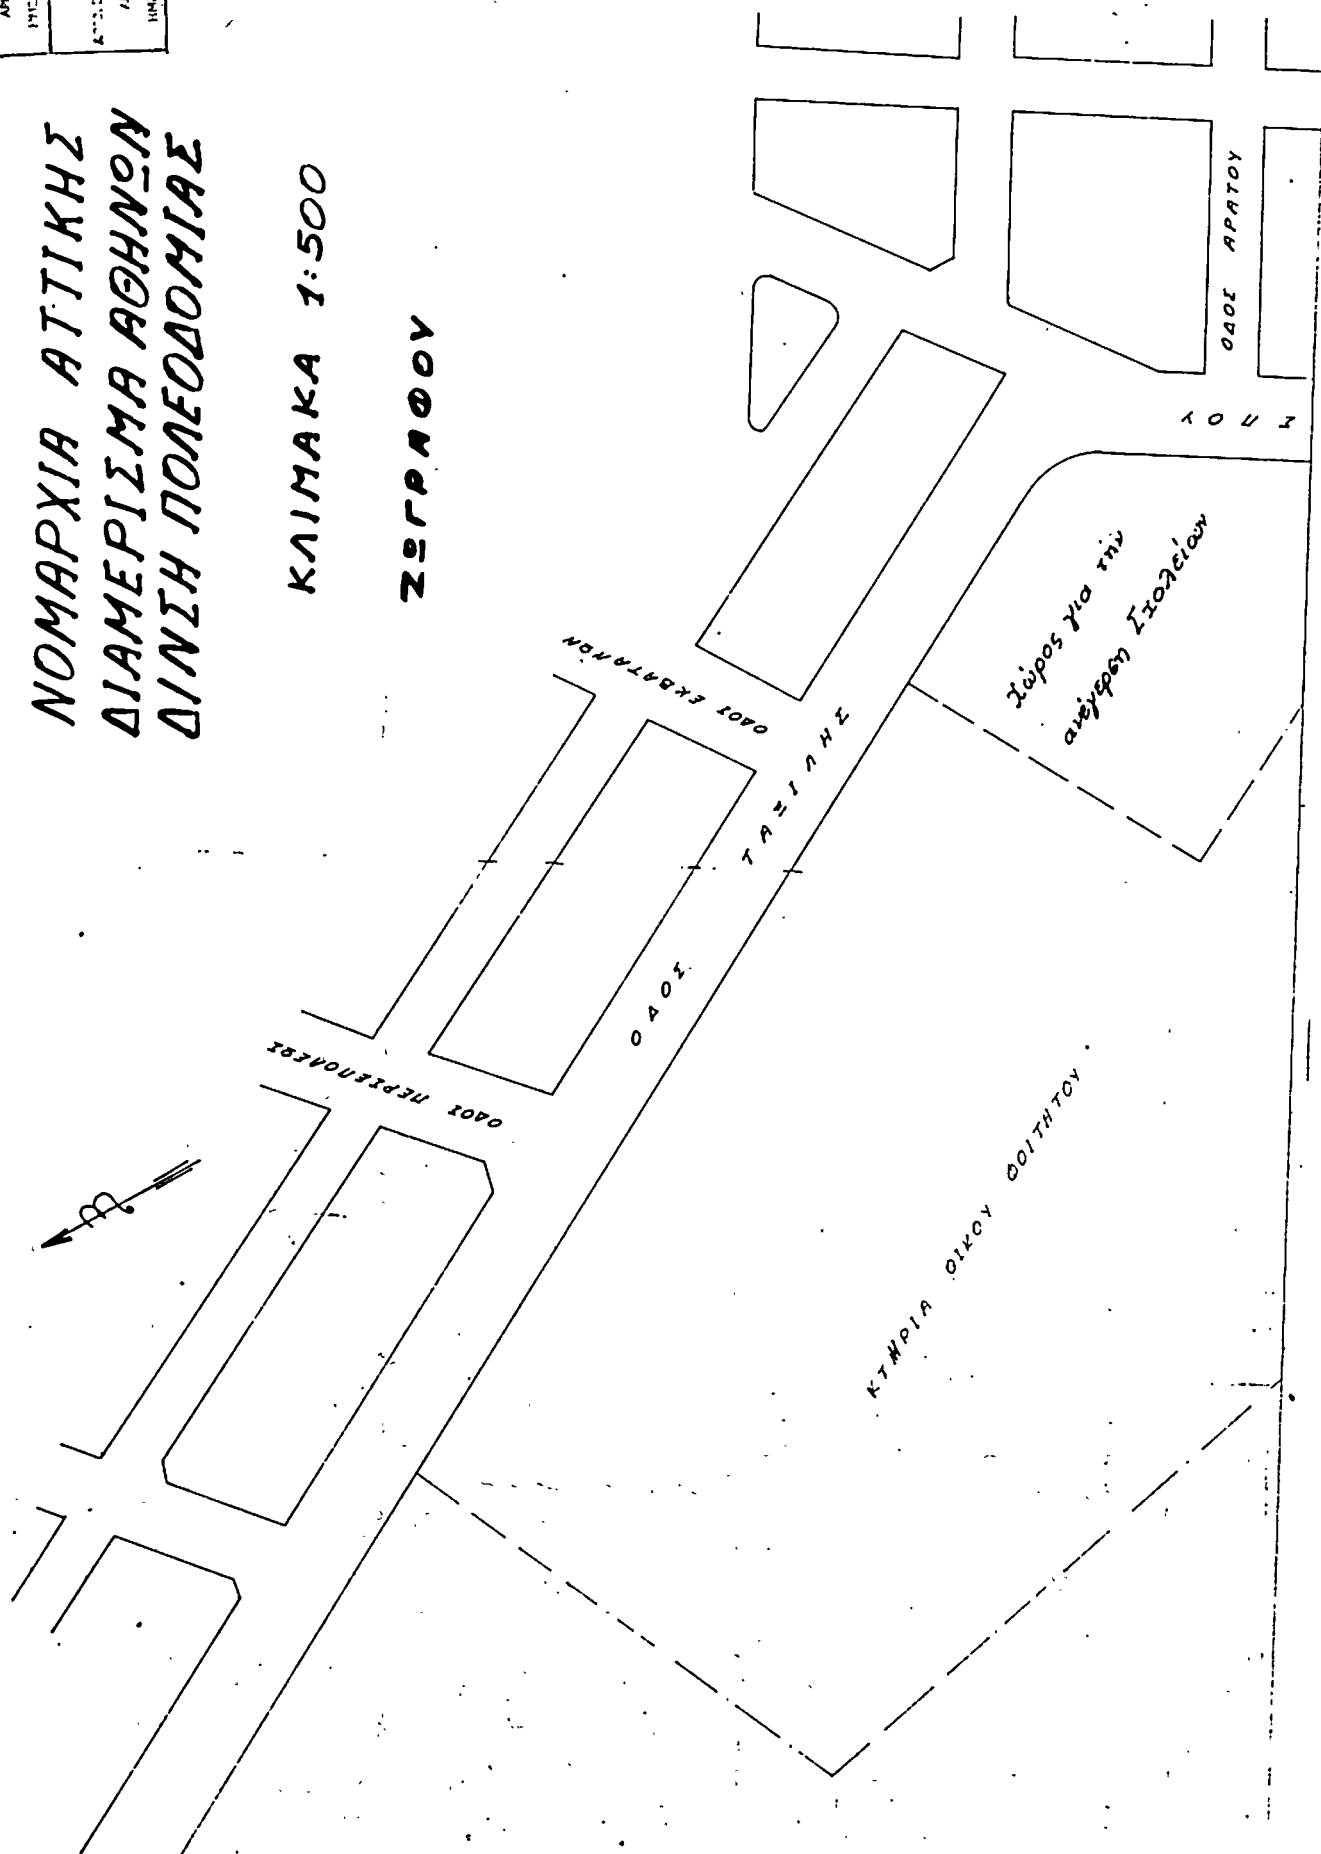 ΝΟΜΑΡΧΙΑ ΑΤΤΙΚΗΣ
ΔΙΑΜΕΡΙΣΜΑ ΑΘΗΝΩΝ
ΔΙΝΣΗ ΠΟΛΕΟΔΟΜΙΑΣ
ΚΛΙΜΑΚΑ 1:500
ΖΩΓΡΑΦΟΥ
ΟΔΟΣ ΑΡΑΤΟΥ
ΟΔΟΣ ΕΚΒΑΤΑΝΩΝ
ΟΔΟΣ ΤΑΞΙΛΗΣ
ΟΔΟΣ ΠΕΡΣΕΠΟΛΕΩΣ
Χώρος για την
ανέγερση Σχολείων
ΚΤΗΡΙΑ ΟΙΚΟΥ ΦΟΙΤΗΤΟΥ
Β